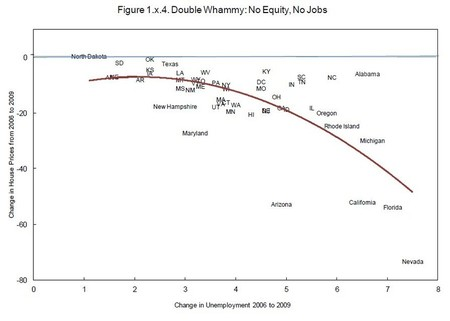 Figure 1.x.4. Double Whammy: No Equity, No Jobs
Change in House Prices from 2006 to 2009
0
-20
-40
-60
-80
North Dakota
SD
OK
Texas
KS
LA
WV
KY
Alabama
AR
MT
WY
SC
TN
NC
MS
NM
ME
PA
NY
DC
MO
IN
OH
New Hampshire
UT
WA
MN
HI
IL
Oregon
Maryland
Rhode Island
Michigan
Arizona
California
Florida
Nevada
0 1 2 3 4 5 6 7 8
Change in Unemployment 2006 to 2009